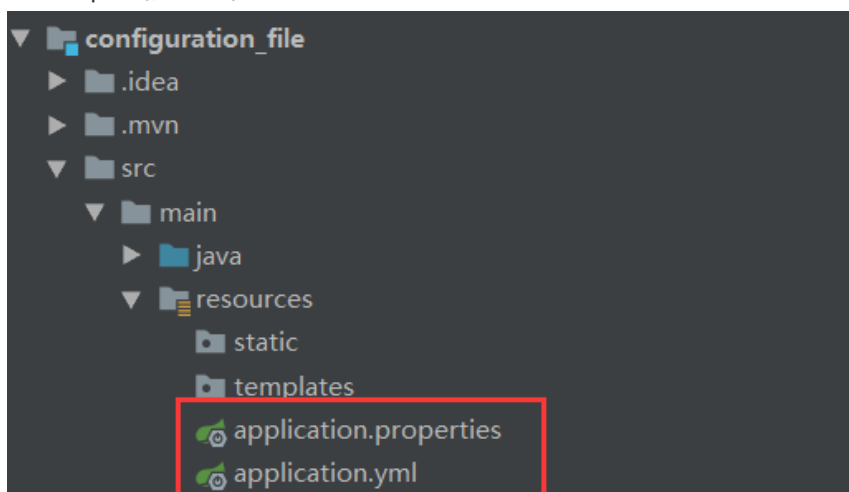 configuration_file
.idea
.mvn
src
main
java
resources
static
templates
application.properties
application.yml